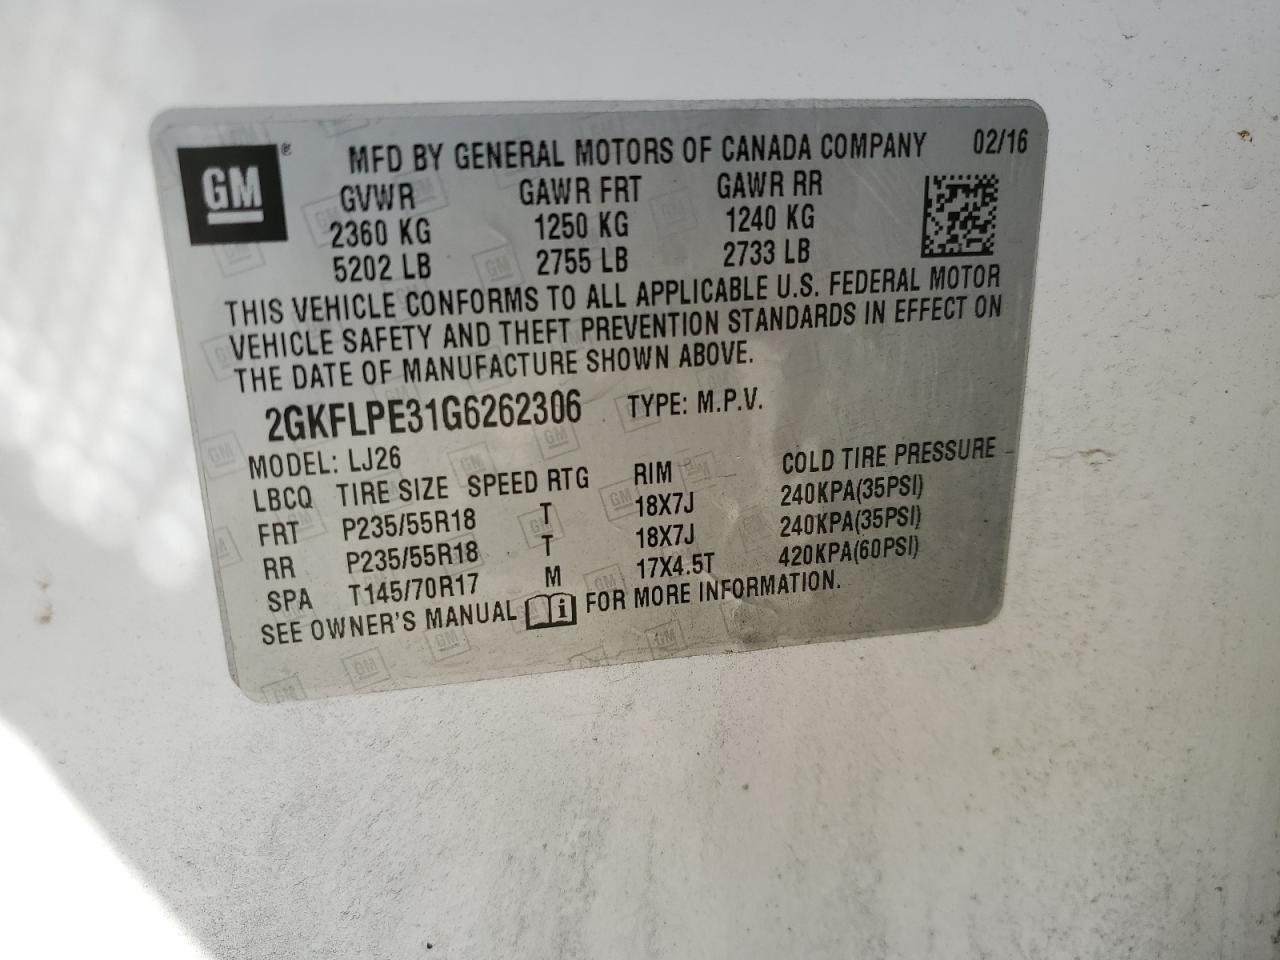 GM ® MFD BY GENERAL MOTORS OF CANADA COMPANY 02/16
GVWR GAWR FRT GAWR RR
2360 KG 1250 KG 1240 KG
5202 LB 2755 LB 2733 LB
THIS VEHICLE CONFORMS TO ALL APPLICABLE U.S. FEDERAL MOTOR
VEHICLE SAFETY AND THEFT PREVENTION STANDARDS IN EFFECT ON
THE DATE OF MANUFACTURE SHOWN ABOVE.
2GKFLPE31G6262306 TYPE: M.P.V.
MODEL: LJ26
LBCQ TIRE SIZE SPEED RTG RIM COLD TIRE PRESSURE
FRT P235/55R18 T 18X7J 240KPA(35PSI)
RR P235/55R18 T 18X7J 240KPA(35PSI)
SPA T145/70R17 M 17X4.5T 420KPA(60PSI)
SEE OWNER'S MANUAL i FOR MORE INFORMATION.